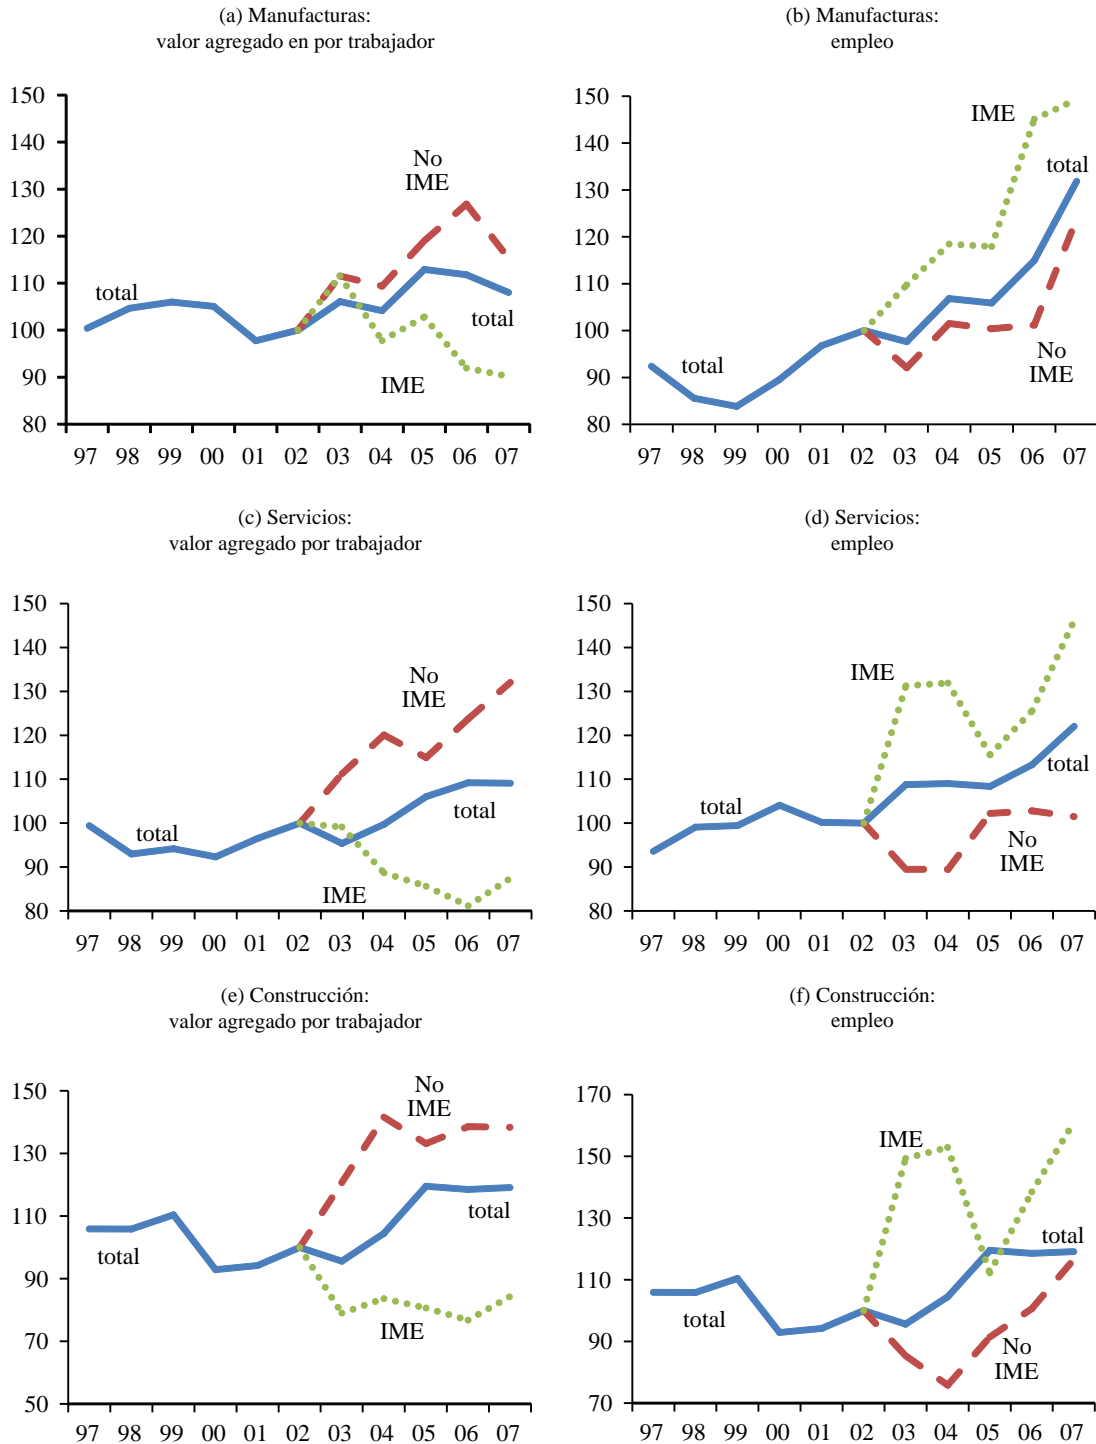 (a) Manufacturas:
valor agregado en por trabajador
150
140
130
120
110
100
90
80
No
IME
total
total
IME
97 98 99 00 01 02 03 04 05 06 07
(b) Manufacturas:
empleo
150
140
130
120
110
100
90
80
IME
total
total
No
IME
97 98 99 00 01 02 03 04 05 06 07
(c) Servicios:
valor agregado por trabajador
150
140
130
120
110
100
90
80
No
IME
total
total
IME
97 98 99 00 01 02 03 04 05 06 07
(d) Servicios:
empleo
150
140
130
120
110
100
90
80
IME
total
total
No
IME
97 98 99 00 01 02 03 04 05 06 07
(e) Construcción:
valor agregado por trabajador
150
130
110
90
70
50
No
IME
total
total
IME
97 98 99 00 01 02 03 04 05 06 07
(f) Construcción:
empleo
170
150
130
110
90
70
IME
total
total
No
IME
97 98 99 00 01 02 03 04 05 06 07